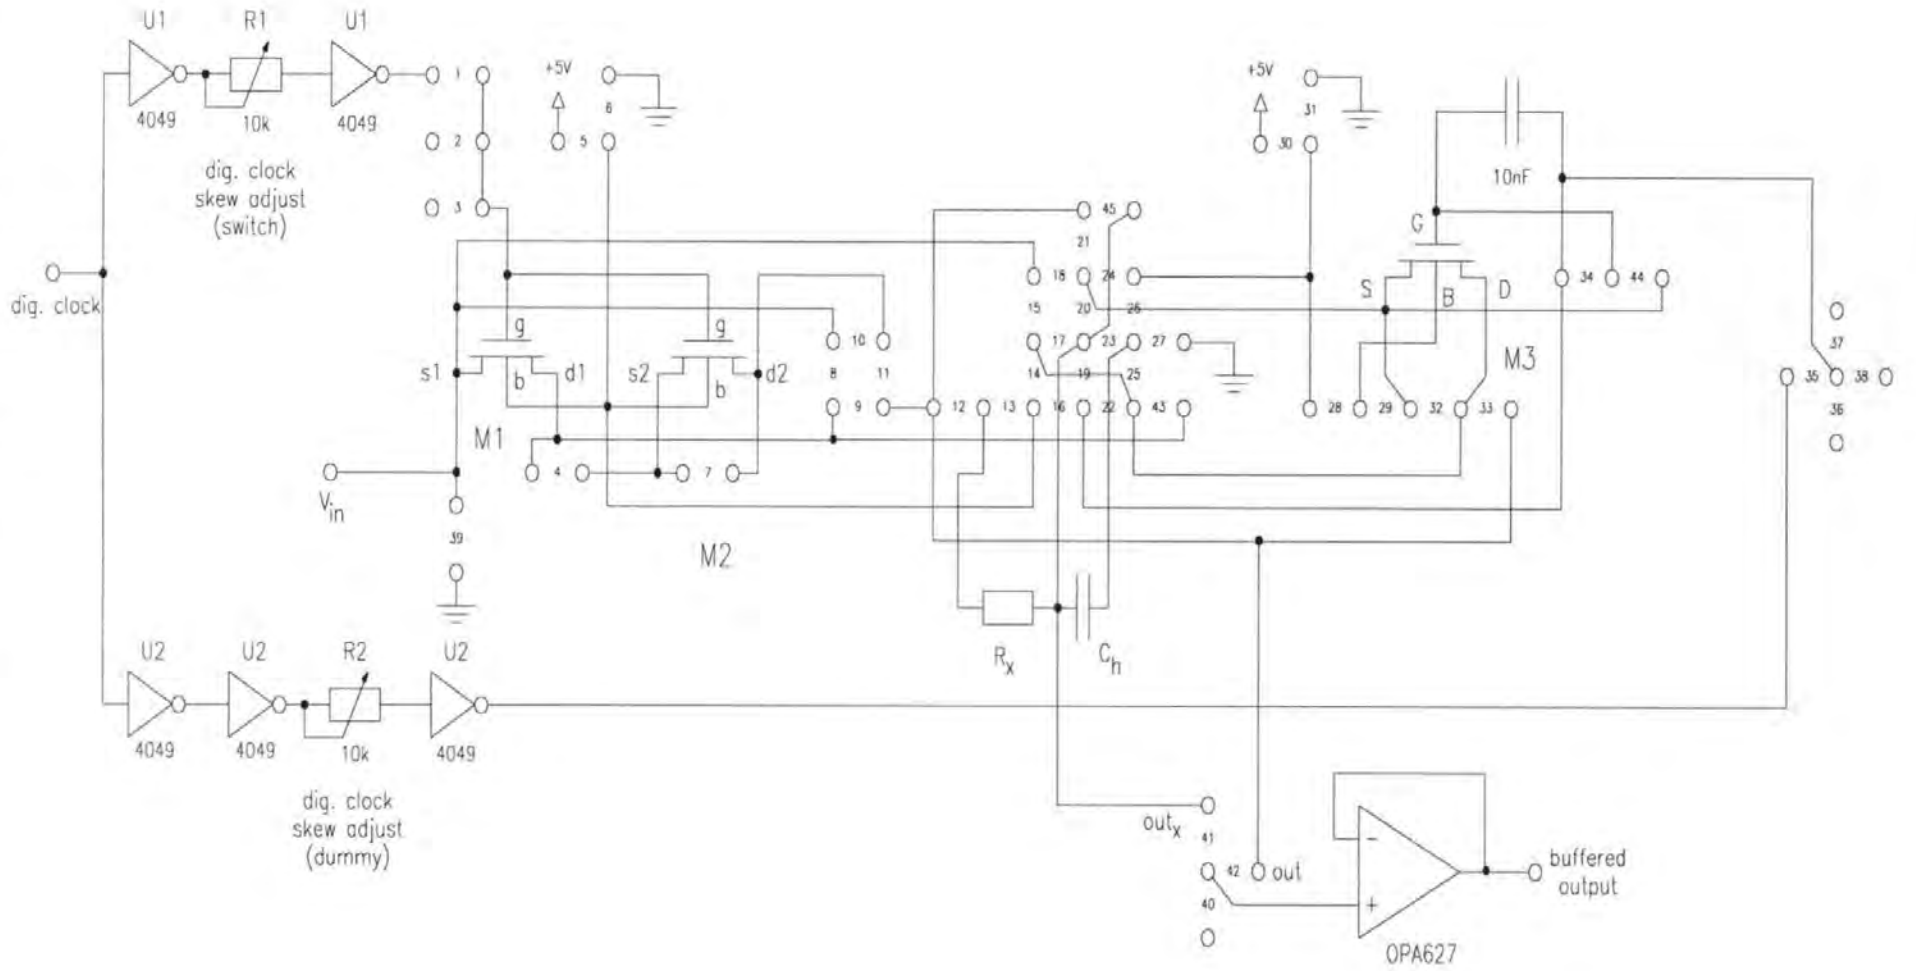 U1 R1 U1
4049 10k 4049
dig. clock
skew adjust
(switch)
dig. clock
1
2
3
+5V
6
5
g g
s1 b d1 s2 b d2
M1
4 7
V_in
39
M2
10
8 11
9
45
21
18 24
15 20 26
17 23 27
14 19 25
12 13 16 22 43
R_x C_h
+5V
31
30
10nF
G
S B D
34 44
M3
28 29 32 33
37
35 38
36
U2 U2 R2 U2
4049 4049 10k 4049
dig. clock
skew adjust
(dummy)
out_x
41
42 out
40
-
+
OPA627
buffered
output